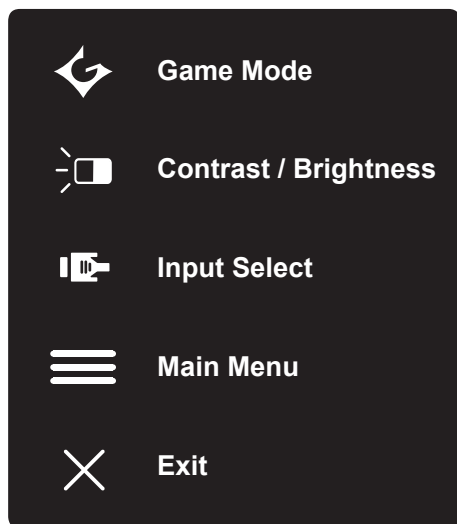 Game Mode
Contrast / Brightness
Input Select
Main Menu
Exit